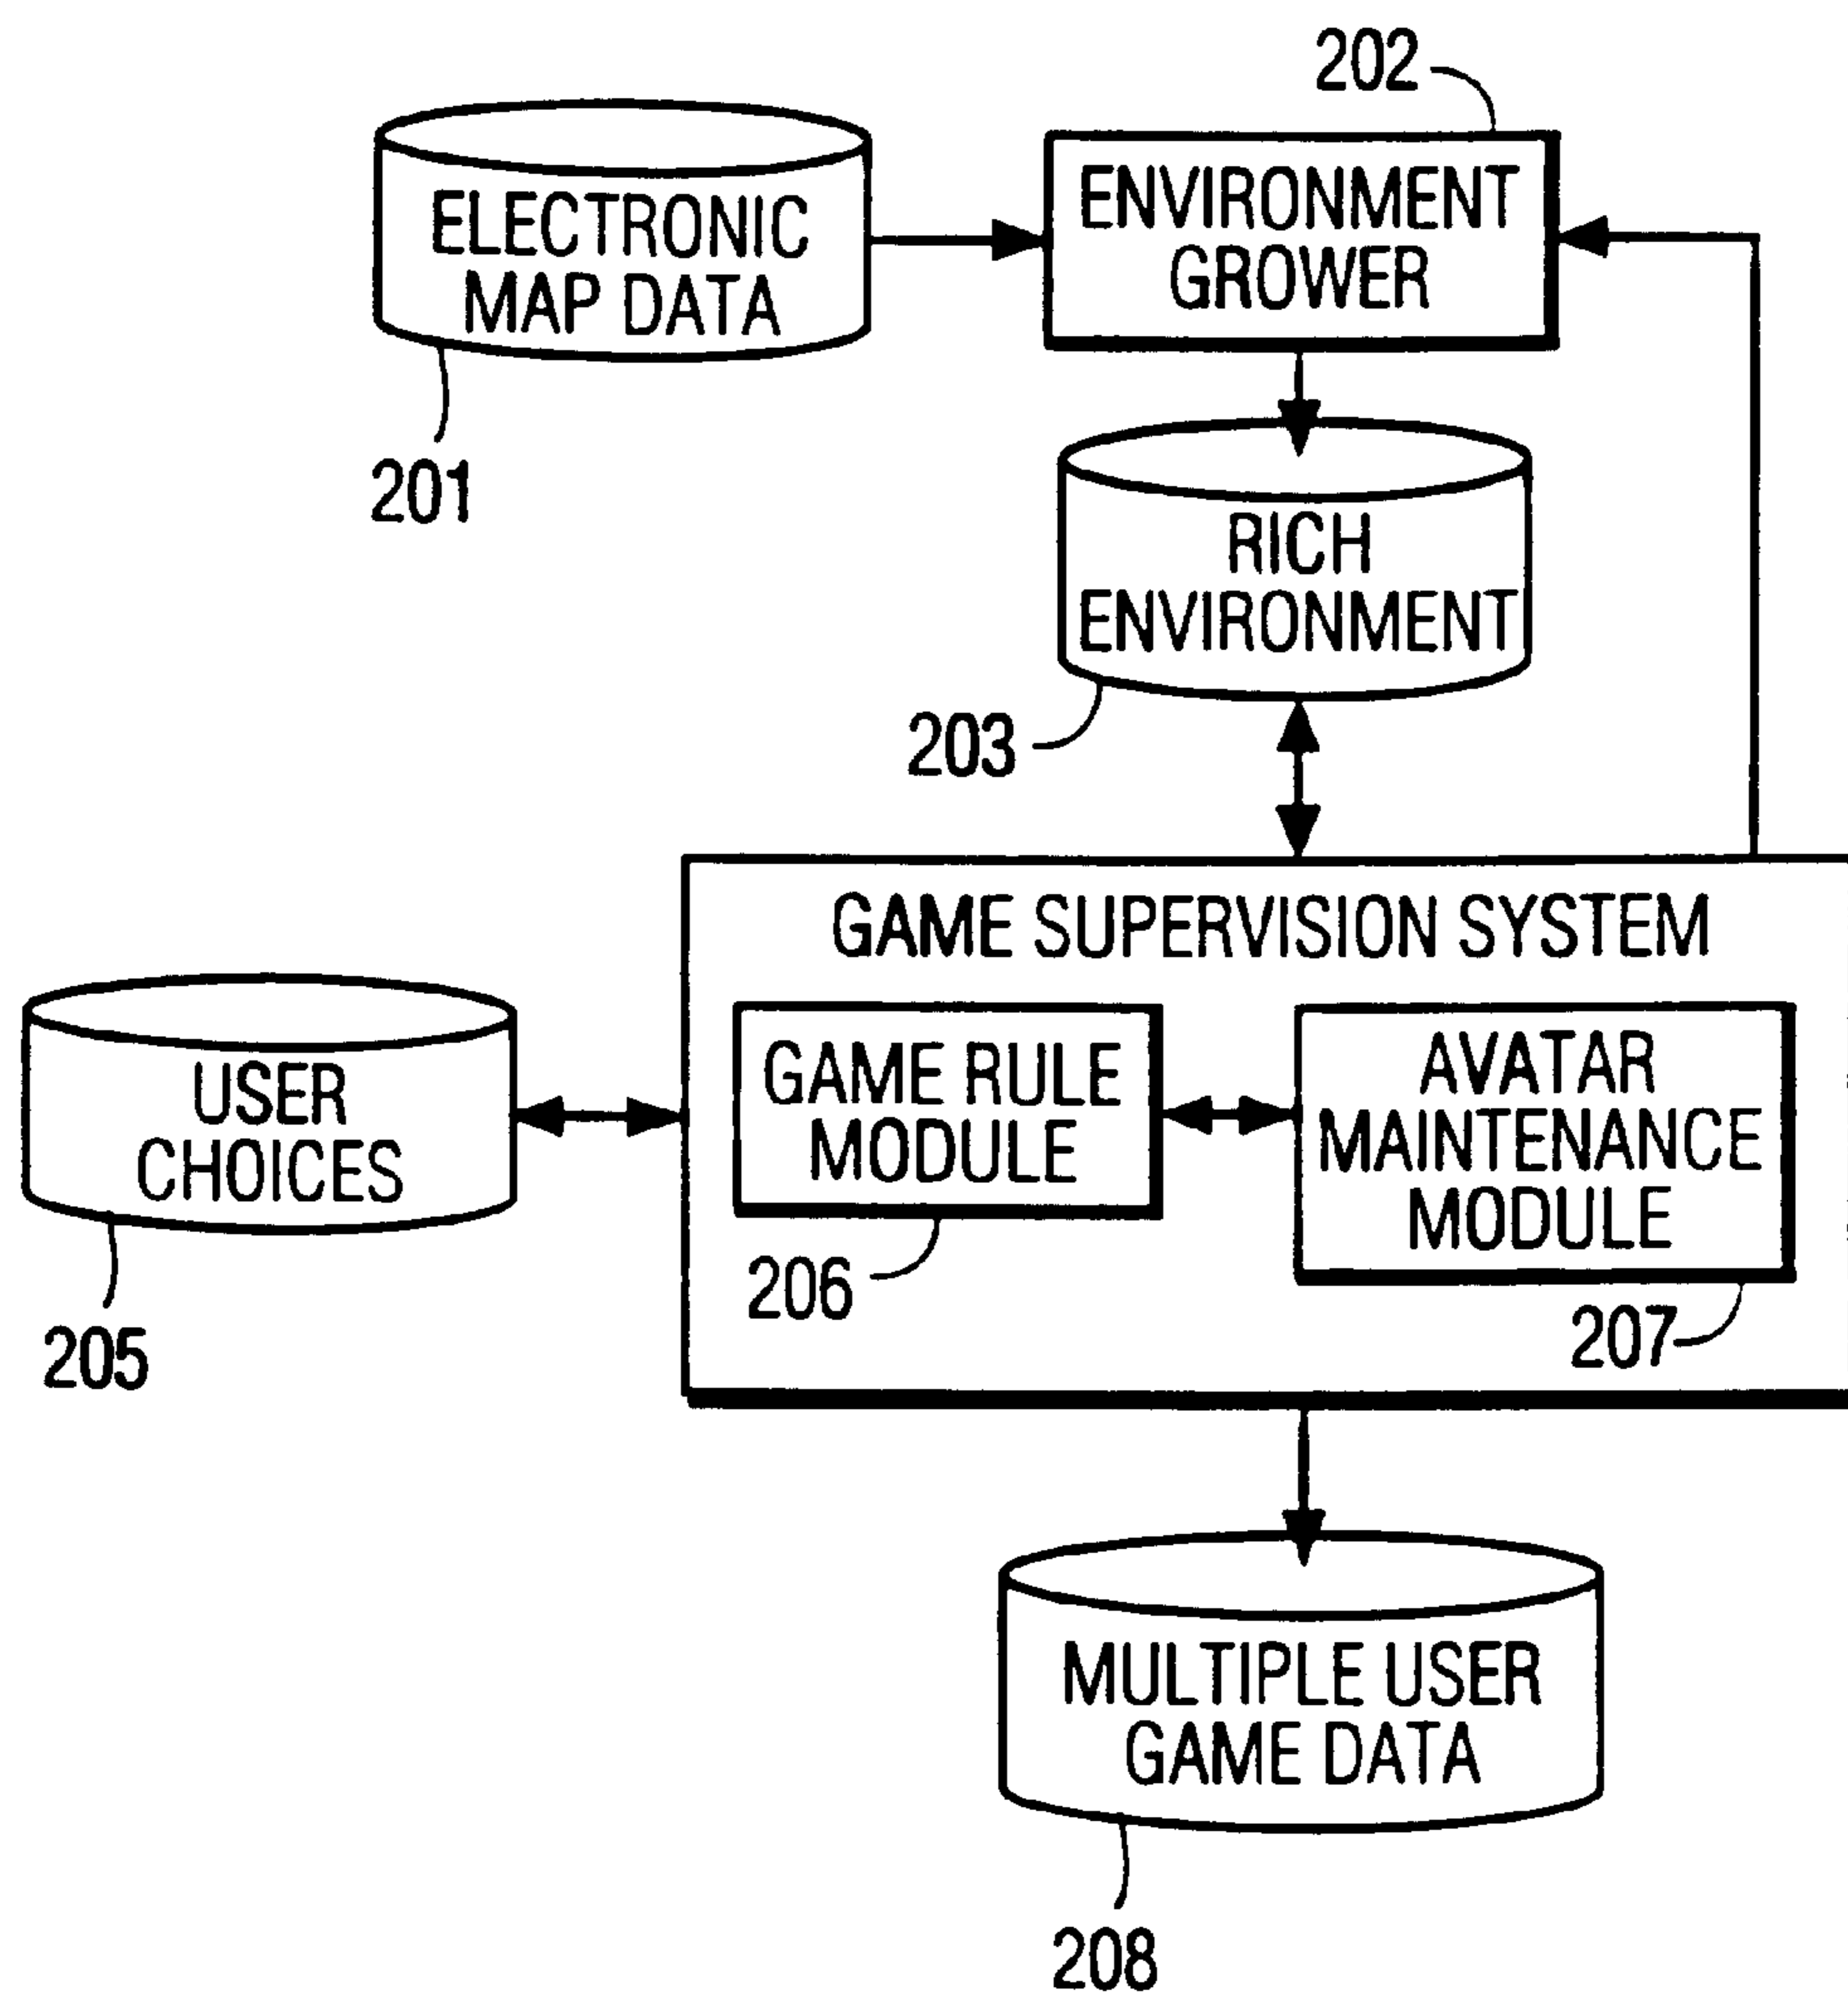 202
ELECTRONIC
MAP DATA
ENVIRONMENT
GROWER
201
RICH
ENVIRONMENT
203
GAME SUPERVISION SYSTEM
USER
CHOICES
GAME RULE
MODULE
AVATAR
MAINTENANCE
MODULE
206
207
205
MULTIPLE USER
GAME DATA
208